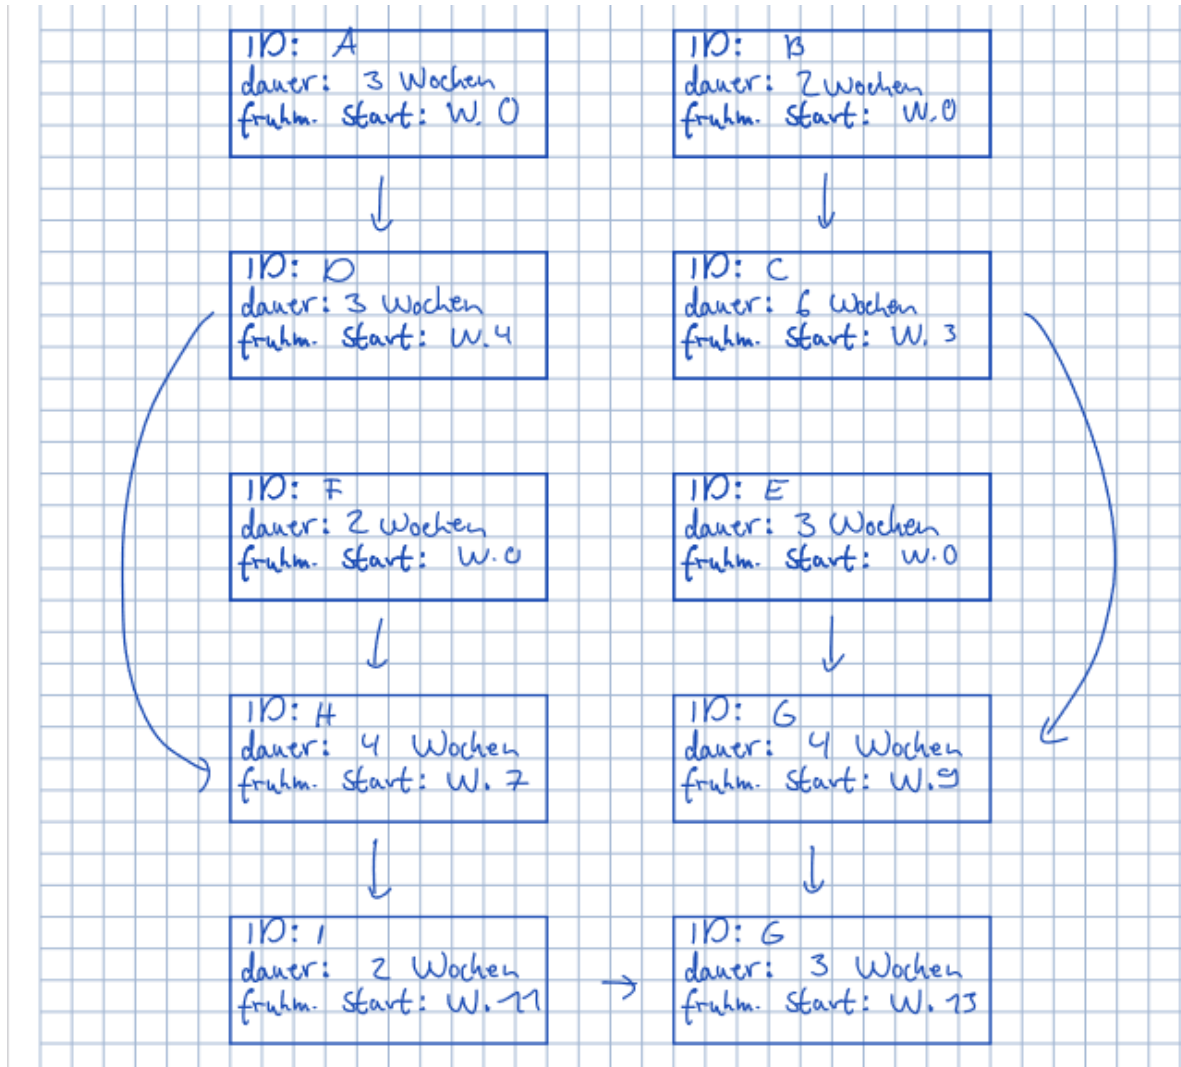 ID: A
dauer: 3 Wochen
fruhm. Start: W. 0
ID: B
dauer: 2 Wochen
fruhm. Start: W.0
ID: D
dauer: 3 Wochen
fruhm. Start: W.4
ID: C
dauer: 6 Wochen
fruhm. Start: W. 3
ID: F
dauer: 2 Wochen
fruhm. Start: W.0
ID: E
dauer: 3 Wochen
fruhm. Start: W.0
ID: H
dauer: 4 Wochen
fruhm. Start: W. 7
ID: G
dauer: 4 Wochen
fruhm. Start: W.9
ID: I
dauer: 2 Wochen
fruhm. Start: W. 11
ID: G
dauer: 3 Wochen
fruhm. Start: W. 13